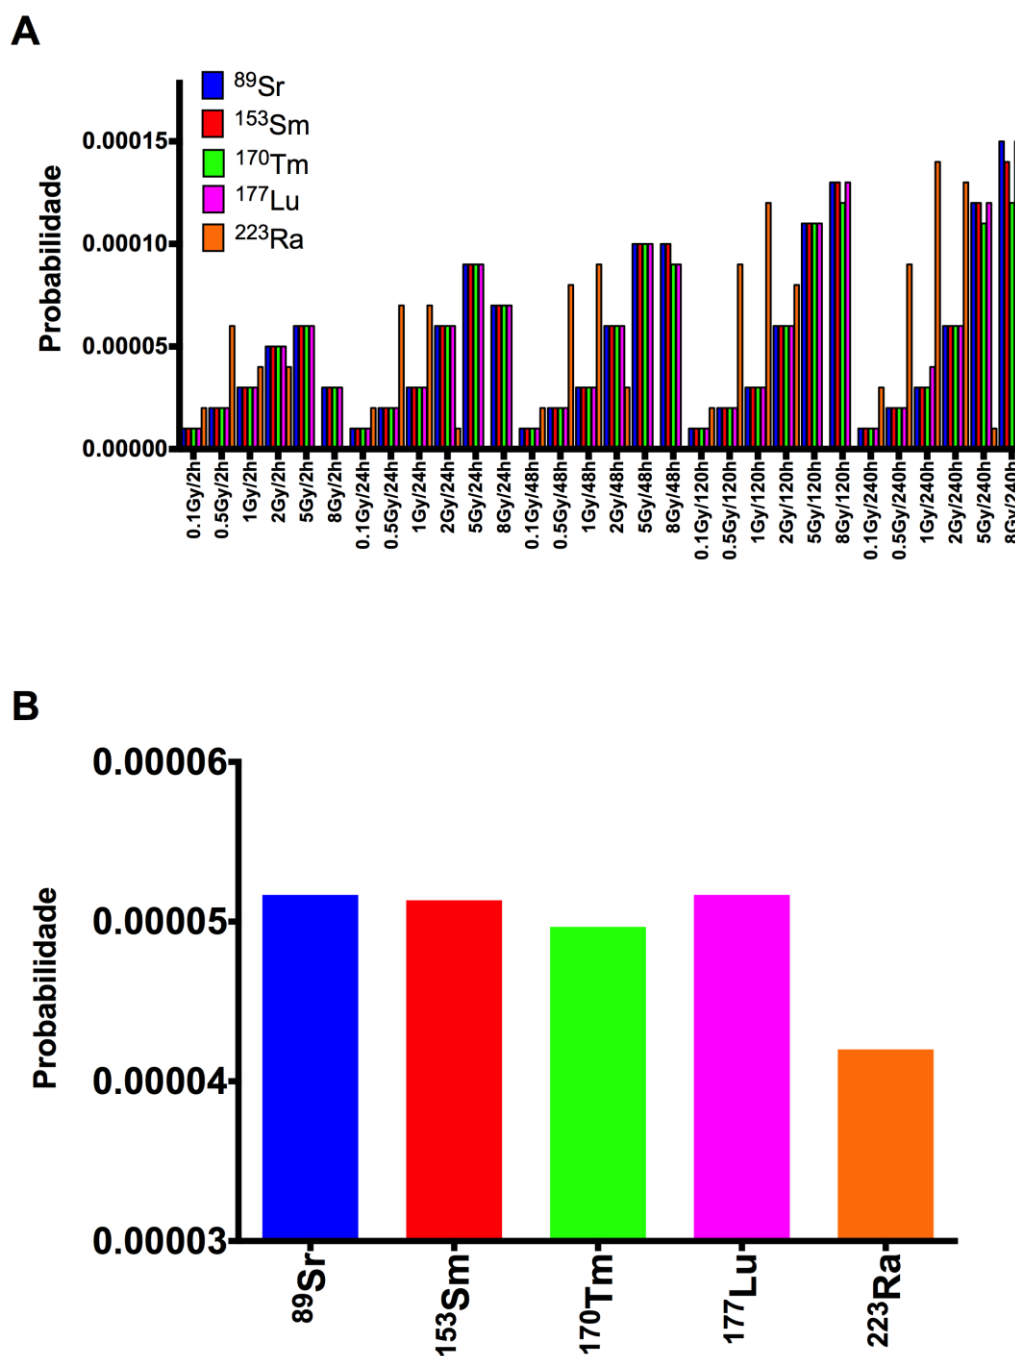 A
89Sr
153Sm
170Tm
177Lu
223Ra
Probabilidade
0.00015
0.00010
0.00005
0.00000
0.1Gy/2h
0.5Gy/2h
1Gy/2h
2Gy/2h
5Gy/2h
8Gy/2h
0.1Gy/24h
0.5Gy/24h
1Gy/24h
2Gy/24h
5Gy/24h
8Gy/24h
0.1Gy/48h
0.5Gy/48h
1Gy/48h
2Gy/48h
5Gy/48h
8Gy/48h
0.1Gy/120h
0.5Gy/120h
1Gy/120h
2Gy/120h
5Gy/120h
8Gy/120h
0.1Gy/240h
0.5Gy/240h
1Gy/240h
2Gy/240h
5Gy/240h
8Gy/240h
B
Probabilidade
0.00006
0.00005
0.00004
0.00003
89Sr
153Sm
170Tm
177Lu
223Ra